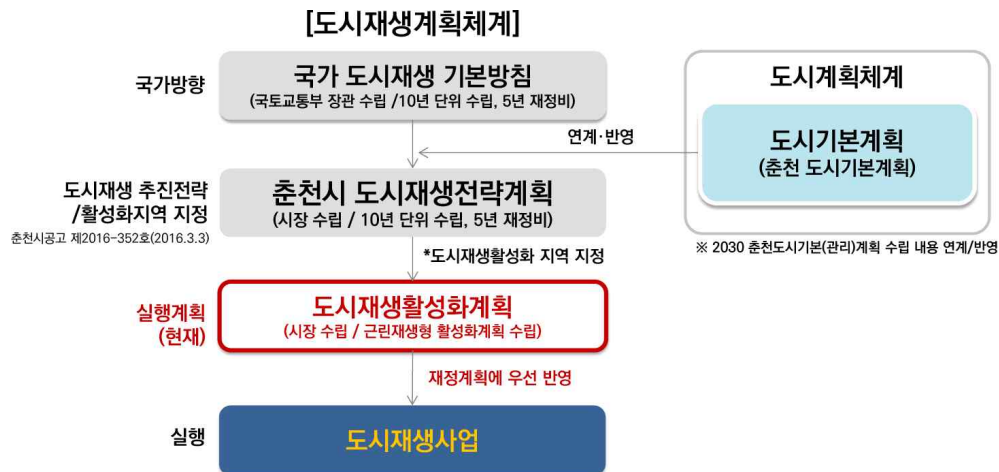 [도시재생계획체계]
국가방향
국가 도시재생 기본방침
(국토교통부 장관 수립 /10년 단위 수립, 5년 재정비)
도시계획체계
도시기본계획
(춘천 도시기본계획)
연계·반영
도시재생 추진전략
/활성화지역 지정
춘천시공고 제2016-352호(2016.3.3)
춘천시 도시재생전략계획
(시장 수립 / 10년 단위 수립, 5년 재정비)
※ 2030 춘천도시기본(관리)계획 수립 내용 연계/반영
*도시재생활성화 지역 지정
실행계획
(현재)
도시재생활성화계획
(시장 수립 / 근린재생형 활성화계획 수립)
재정계획에 우선 반영
실행
도시재생사업